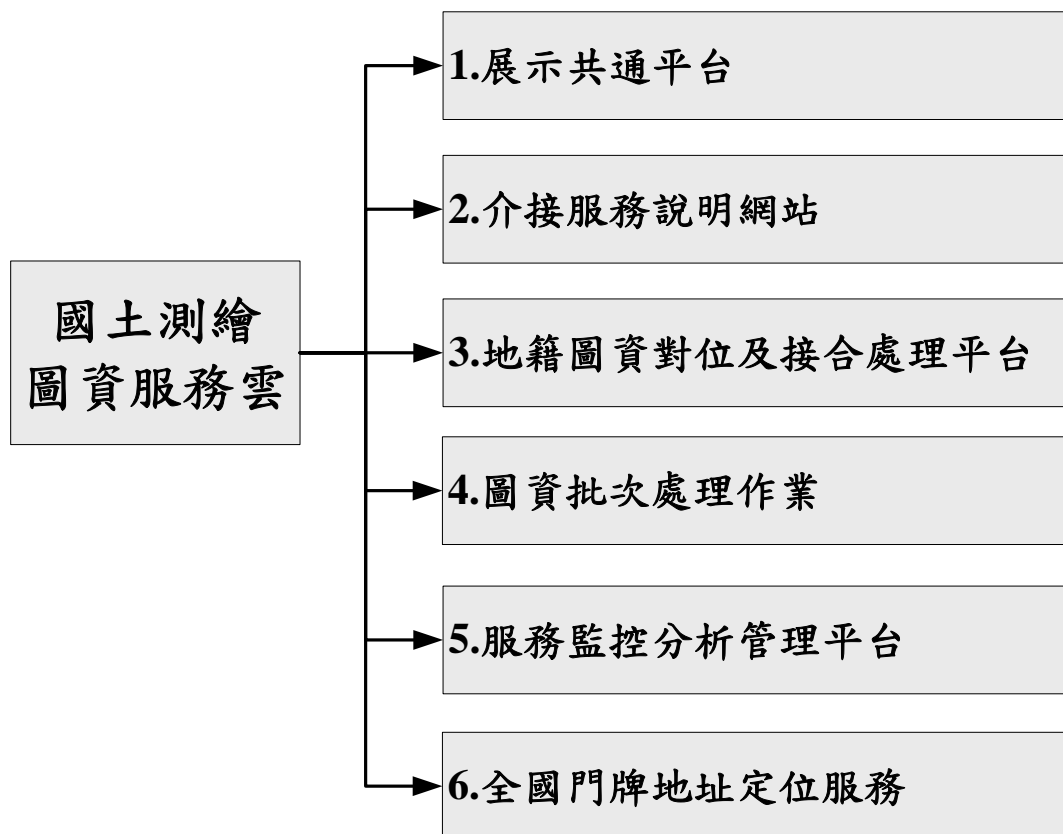 國土測繪
圖資服務雲
1.展示共通平台
2.介接服務說明網站
3.地籍圖資對位及接合處理平台
4.圖資批次處理作業
5.服務監控分析管理平台
6.全國門牌地址定位服務